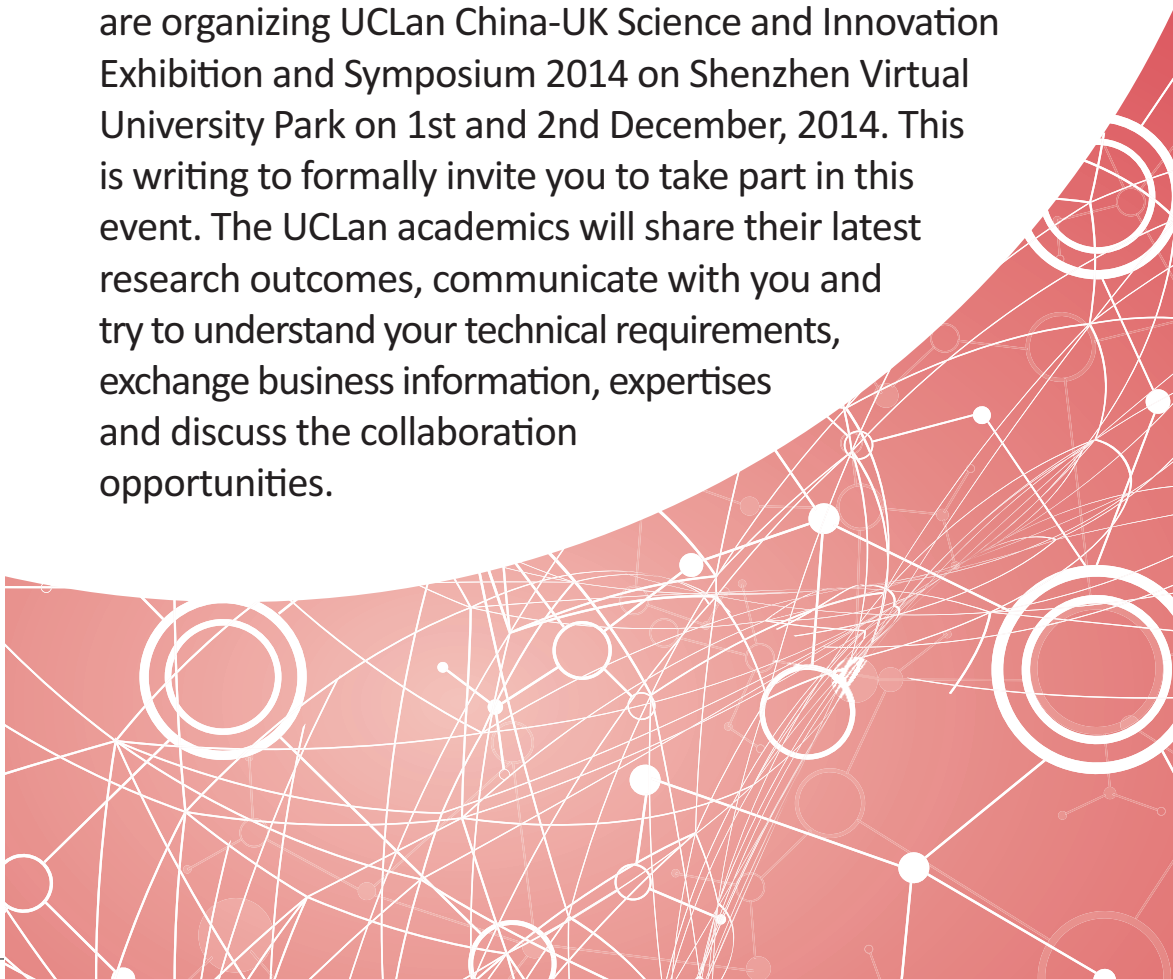 are organizing UCLan China-UK Science and Innovation
Exhibition and Symposium 2014 on Shenzhen Virtual
University Park on 1st and 2nd December, 2014. This
is writing to formally invite you to take part in this
event. The UCLan academics will share their latest
research outcomes, communicate with you and
try to understand your technical requirements,
exchange business information, expertises
and discuss the collaboration
opportunities.